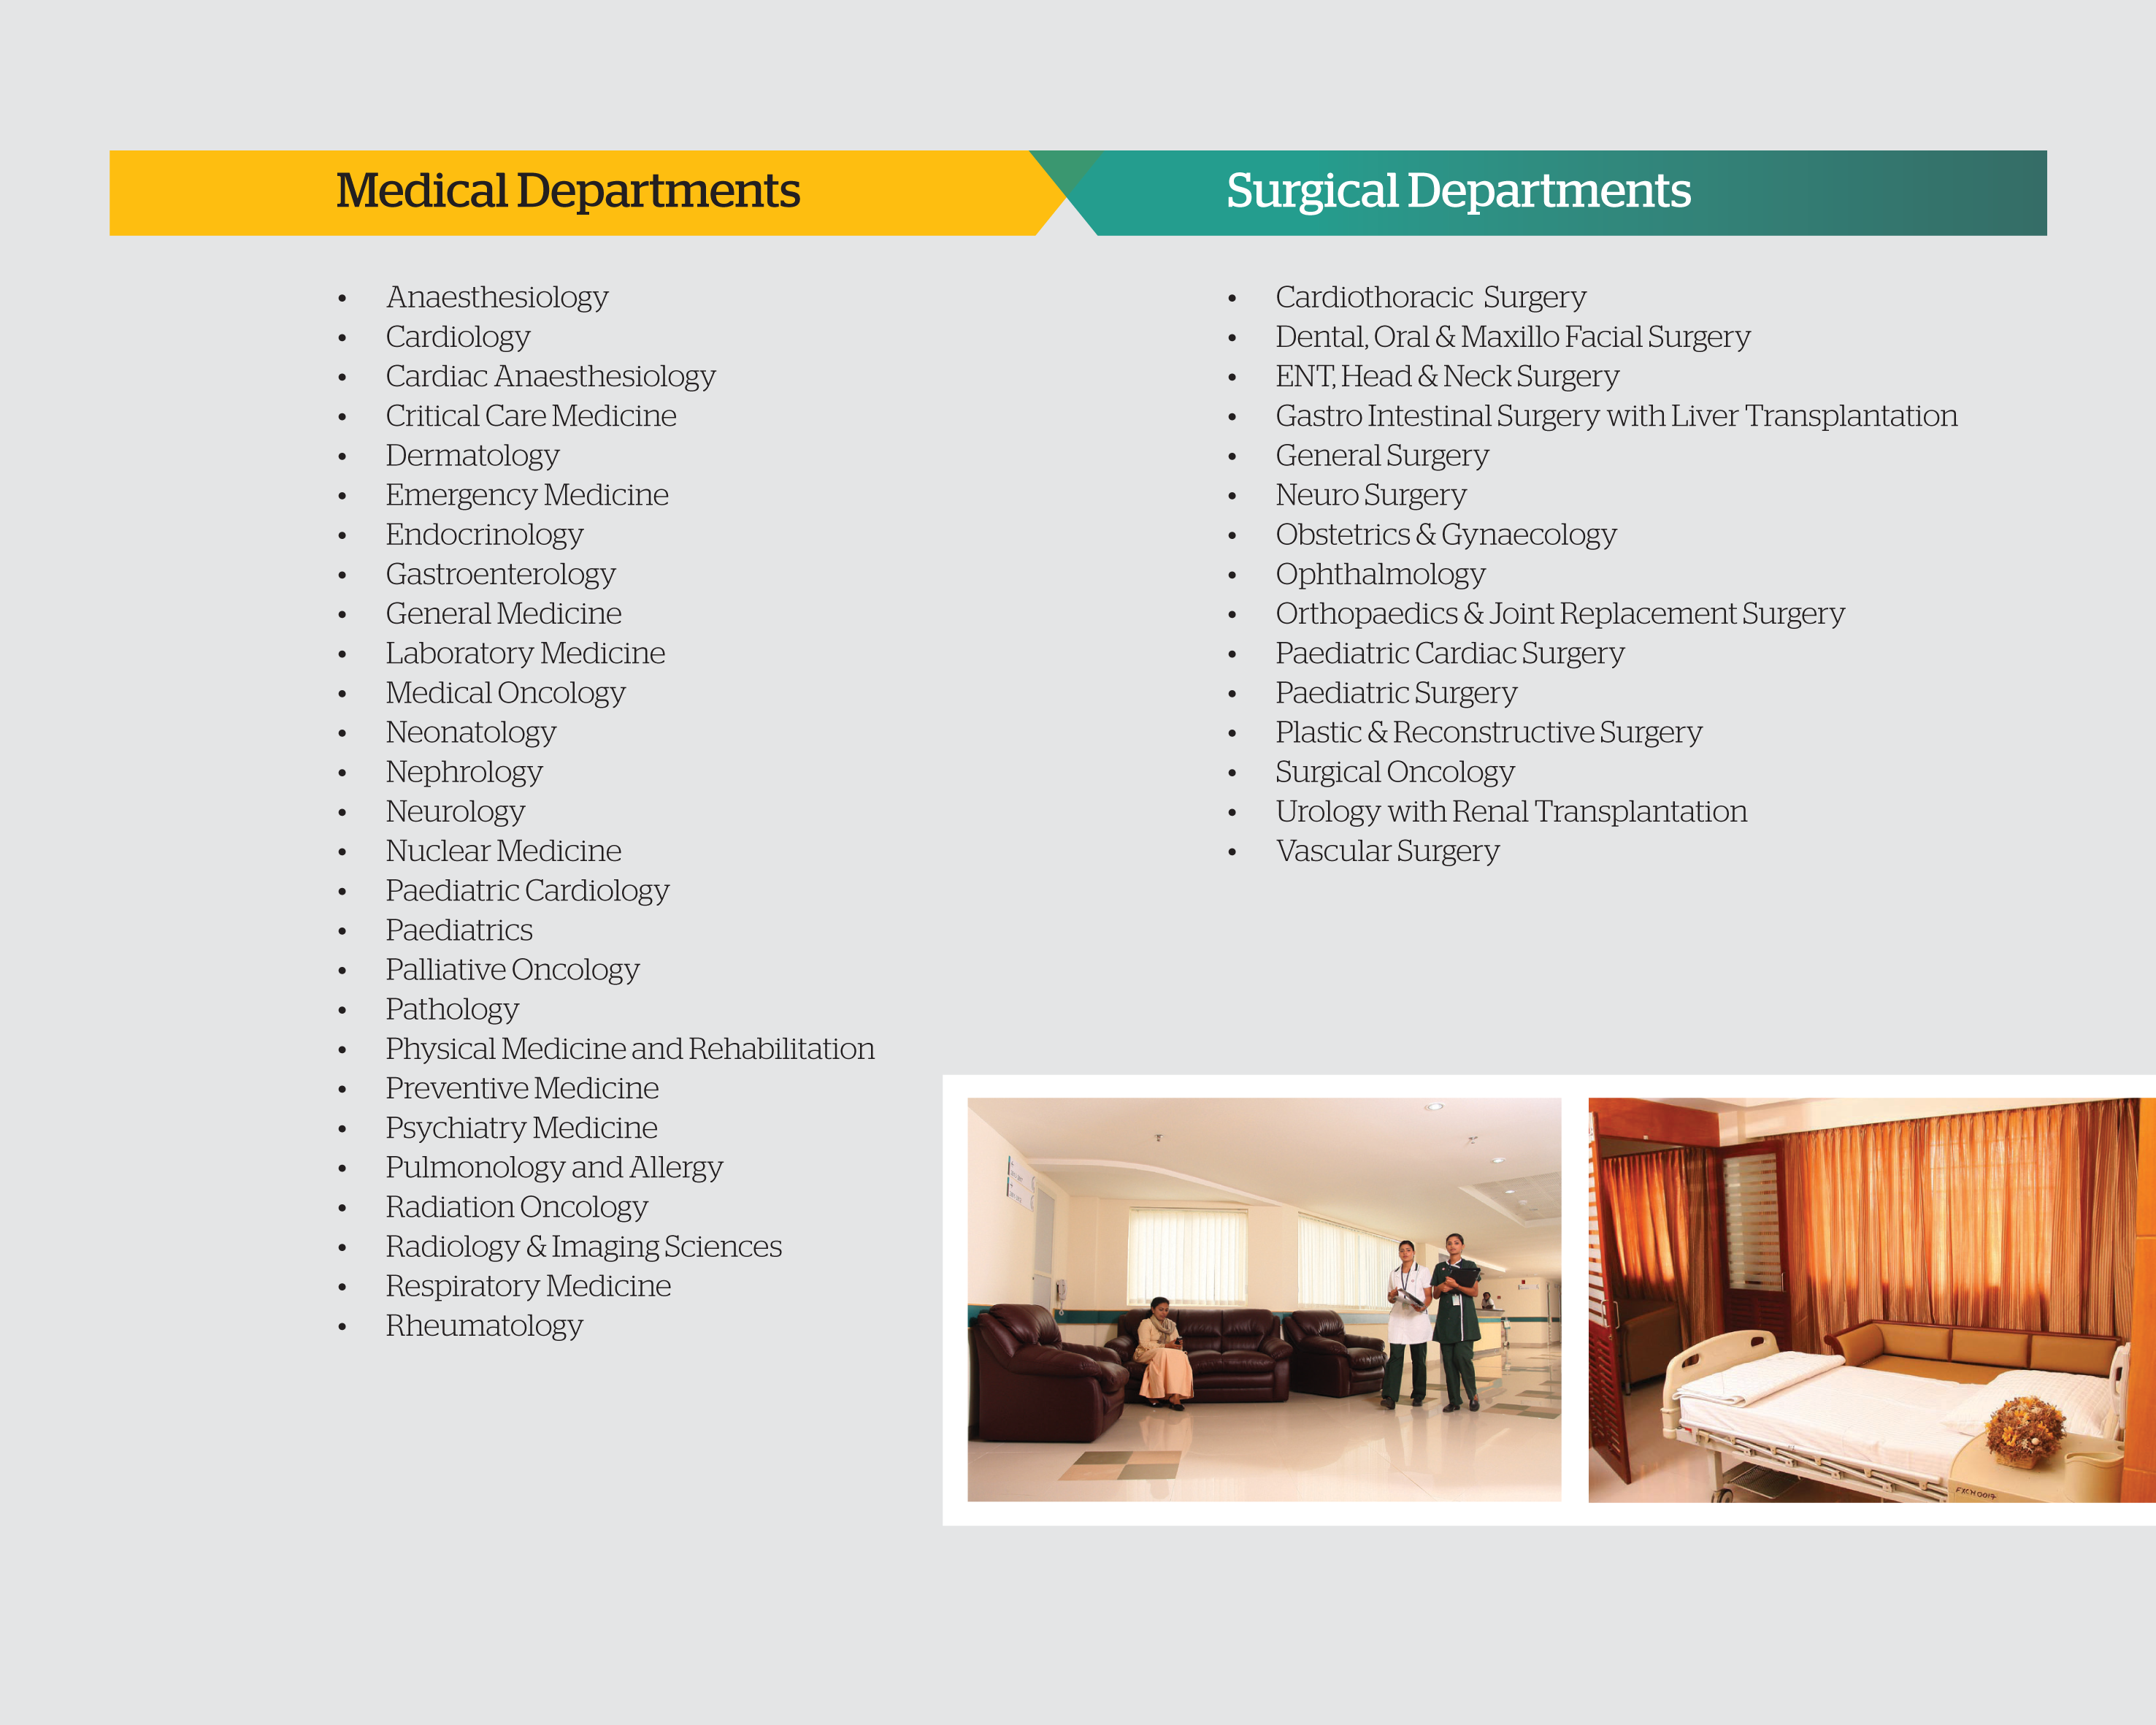 Medical Departments
Anaesthesiology
Cardiology
Cardiac Anaesthesiology
Critical Care Medicine
Dermatology
Emergency Medicine
Endocrinology
Gastroenterology
General Medicine
Laboratory Medicine
Medical Oncology
Neonatology
Nephrology
Neurology
Nuclear Medicine
Paediatric Cardiology
Paediatrics
Palliative Oncology
Pathology
Physical Medicine and Rehabilitation
Preventive Medicine
Psychiatry Medicine
Pulmonology and Allergy
Radiation Oncology
Radiology & Imaging Sciences
Respiratory Medicine
Rheumatology
Surgical Departments
Cardiothoracic Surgery
Dental, Oral & Maxillo Facial Surgery
ENT, Head & Neck Surgery
Gastro Intestinal Surgery with Liver Transplantation
General Surgery
Neuro Surgery
Obstetrics & Gynaecology
Ophthalmology
Orthopaedics & Joint Replacement Surgery
Paediatric Cardiac Surgery
Paediatric Surgery
Plastic & Reconstructive Surgery
Surgical Oncology
Urology with Renal Transplantation
Vascular Surgery